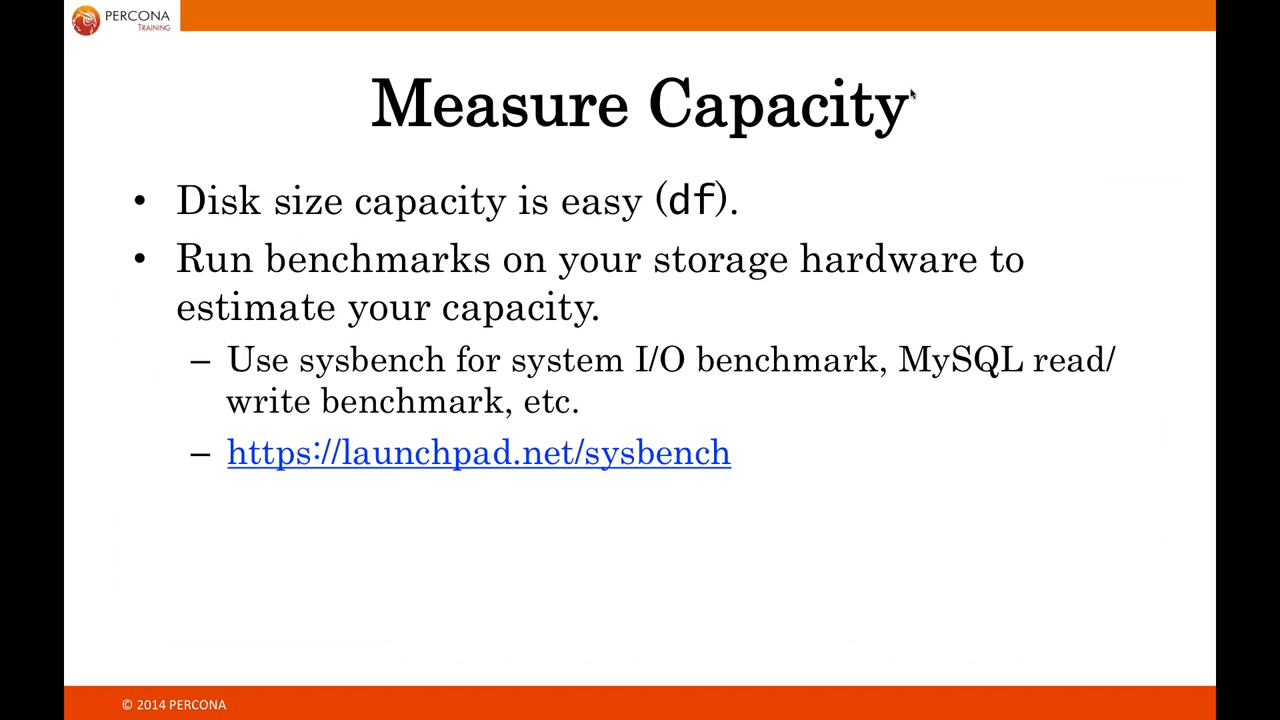 PERCONA
TRAINING
Measure Capacity
• Disk size capacity is easy (df).
• Run benchmarks on your storage hardware to
estimate your capacity.
– Use sysbench for system I/O benchmark, MySQL read/
write benchmark, etc.
– https://launchpad.net/sysbench
© 2014 PERCONA